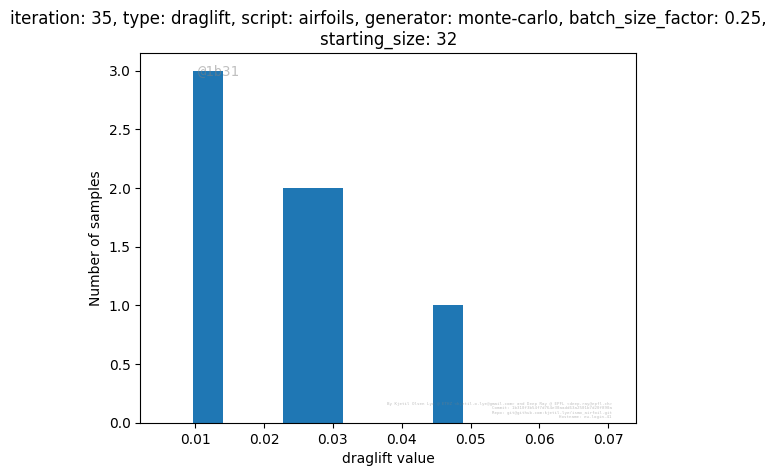 iteration: 35, type: draglift, script: airfoils, generator: monte-carlo, batch_size_factor: 0.25,
starting_size: 32
@1b31
3.0
2.5
2.0
1.5
1.0
0.5
0.0
Number of samples
0.01 0.02 0.03 0.04 0.05 0.06 0.07
draglift value